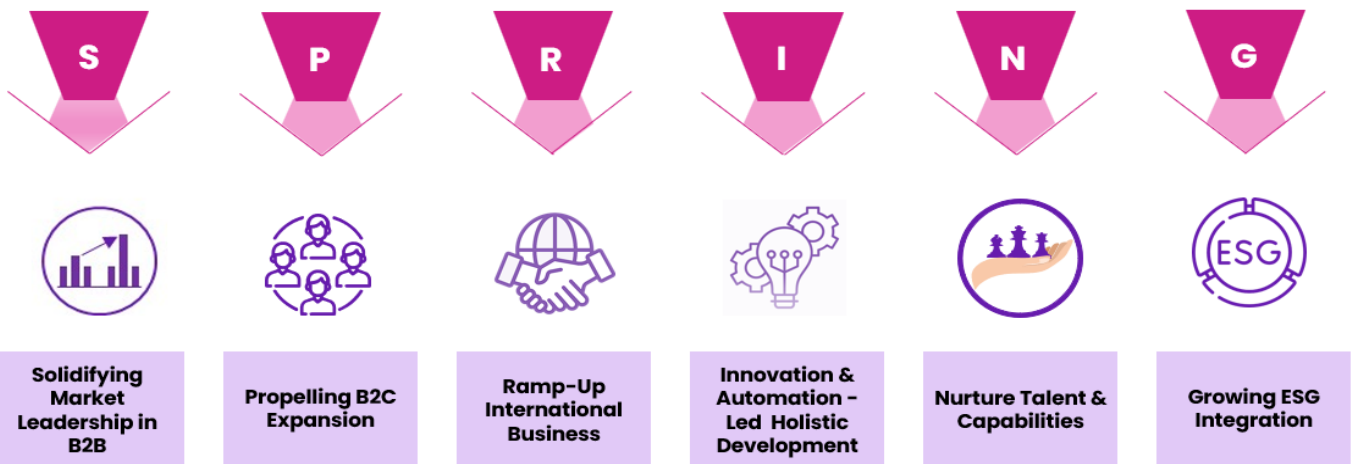 S
P
R
I
N
G
ESG
Solidifying
Market
Leadership in
B2B
Propelling B2C
Expansion
Ramp-Up
International
Business
Innovation &
Automation -
Led Holistic
Development
Nurture Talent &
Capabilities
Growing ESG
Integration